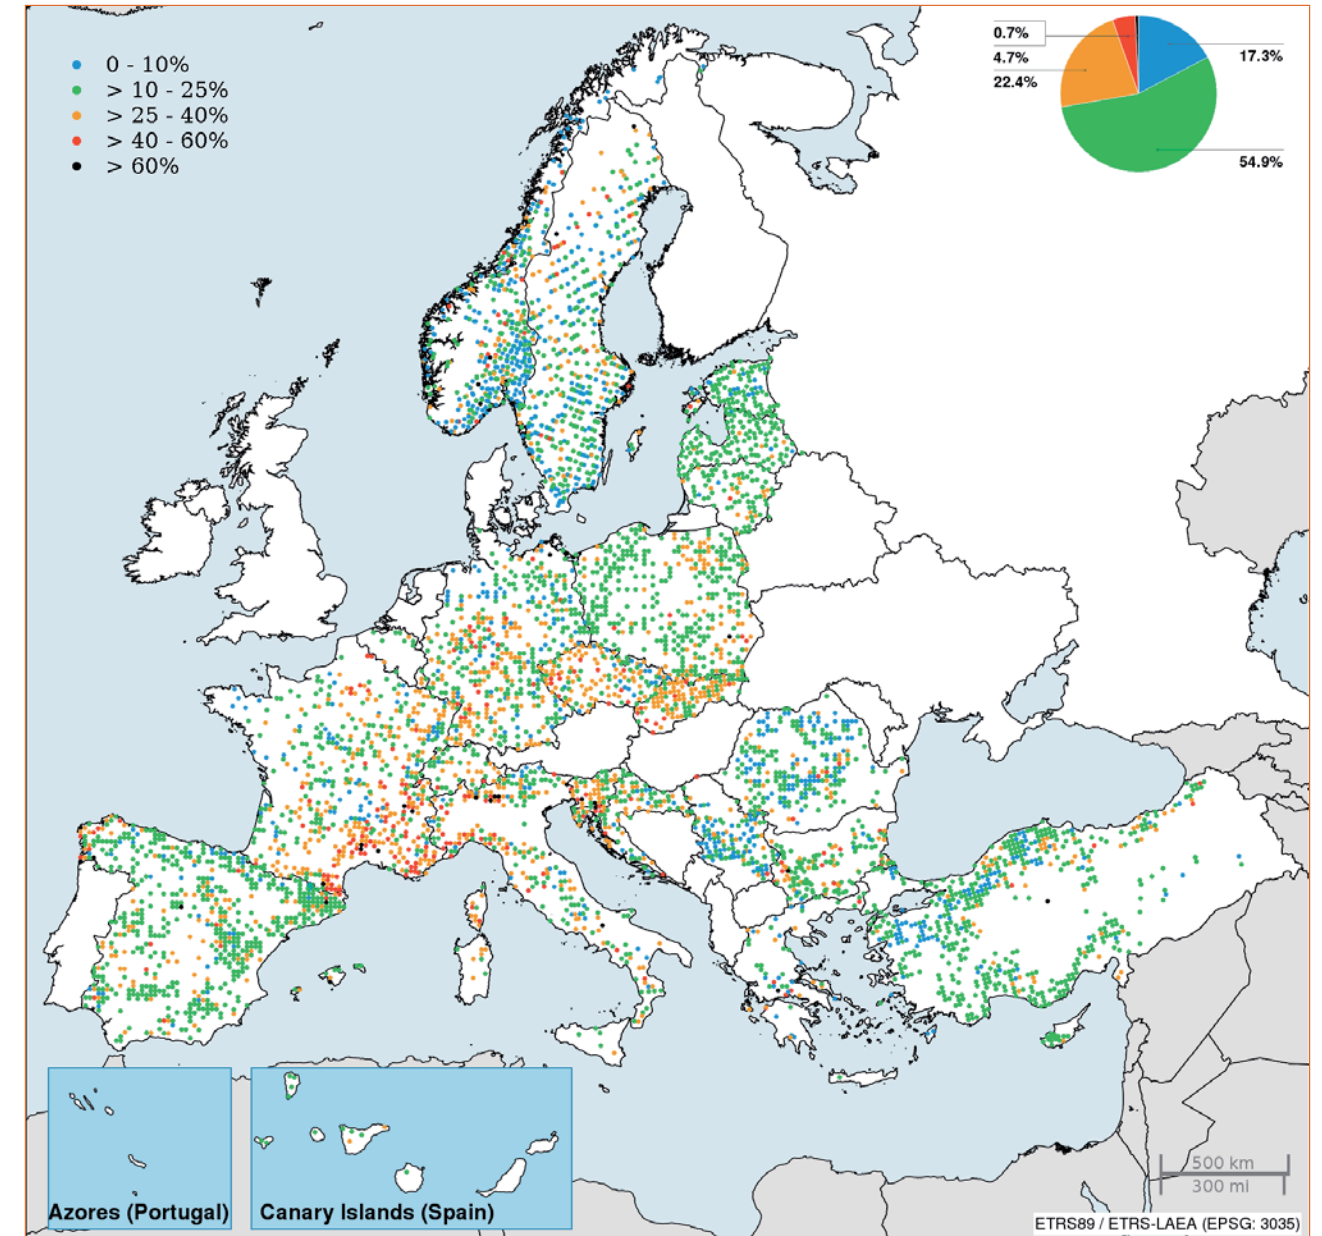 0 - 10%
> 10 - 25%
> 25 - 40%
> 40 - 60%
> 60%
0.7%
4.7%
22.4%
17.3%
54.9%
Azores (Portugal)
Canary Islands (Spain)
500 km
300 mi
ETRS89 / ETRS-LAEA (EPSG: 3035)